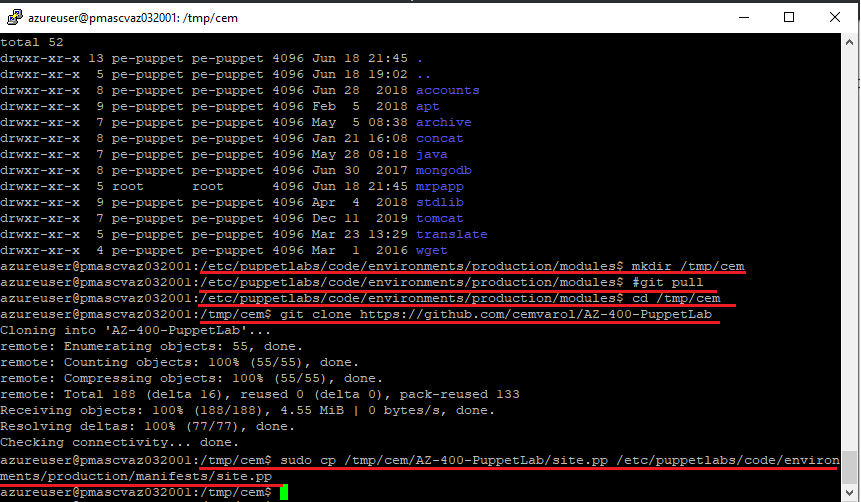 azureuser@pmascvaz032001: /tmp/cem
total 52
drwxr-xr-x 13 pe-puppet pe-puppet 4096 Jun 18 21:45 .
drwxr-xr-x  5 pe-puppet pe-puppet 4096 Jun 18 19:02 ..
drwxr-xr-x  8 pe-puppet pe-puppet 4096 Jun 28  2018 accounts
drwxr-xr-x  9 pe-puppet pe-puppet 4096 Feb  5  2018 apt
drwxr-xr-x  7 pe-puppet pe-puppet 4096 May  5 08:38 archive
drwxr-xr-x  8 pe-puppet pe-puppet 4096 Jan 21 16:08 concat
drwxr-xr-x  7 pe-puppet pe-puppet 4096 May 28 08:18 java
drwxr-xr-x  8 pe-puppet pe-puppet 4096 Jun 30  2017 mongodb
drwxr-xr-x  5 root      root      4096 Jun 18 21:45 mrpapp
drwxr-xr-x  9 pe-puppet pe-puppet 4096 Apr  4  2018 stdlib
drwxr-xr-x  7 pe-puppet pe-puppet 4096 Dec 11  2019 tomcat
drwxr-xr-x  5 pe-puppet pe-puppet 4096 Mar 23 13:29 translate
drwxr-xr-x  4 pe-puppet pe-puppet 4096 Mar  1  2016 wget
azureuser@pmascvaz032001:/etc/puppetlabs/code/environments/production/modules$ mkdir /tmp/cem
azureuser@pmascvaz032001:/etc/puppetlabs/code/environments/production/modules$ #git pull
azureuser@pmascvaz032001:/etc/puppetlabs/code/environments/production/modules$ cd /tmp/cem
azureuser@pmascvaz032001:/tmp/cem$ git clone https://github.com/cemvarol/AZ-400-PuppetLab
Cloning into 'AZ-400-PuppetLab'...
remote: Enumerating objects: 55, done.
remote: Counting objects: 100% (55/55), done.
remote: Compressing objects: 100% (55/55), done.
remote: Total 188 (delta 16), reused 0 (delta 0), pack-reused 133
Receiving objects: 100% (188/188), 4.55 MiB | 0 bytes/s, done.
Resolving deltas: 100% (77/77), done.
Checking connectivity... done.
azureuser@pmascvaz032001:/tmp/cem$ sudo cp /tmp/cem/AZ-400-PuppetLab/site.pp /etc/puppetlabs/code/environ
ments/production/manifests/site.pp
azureuser@pmascvaz032001:/tmp/cem$